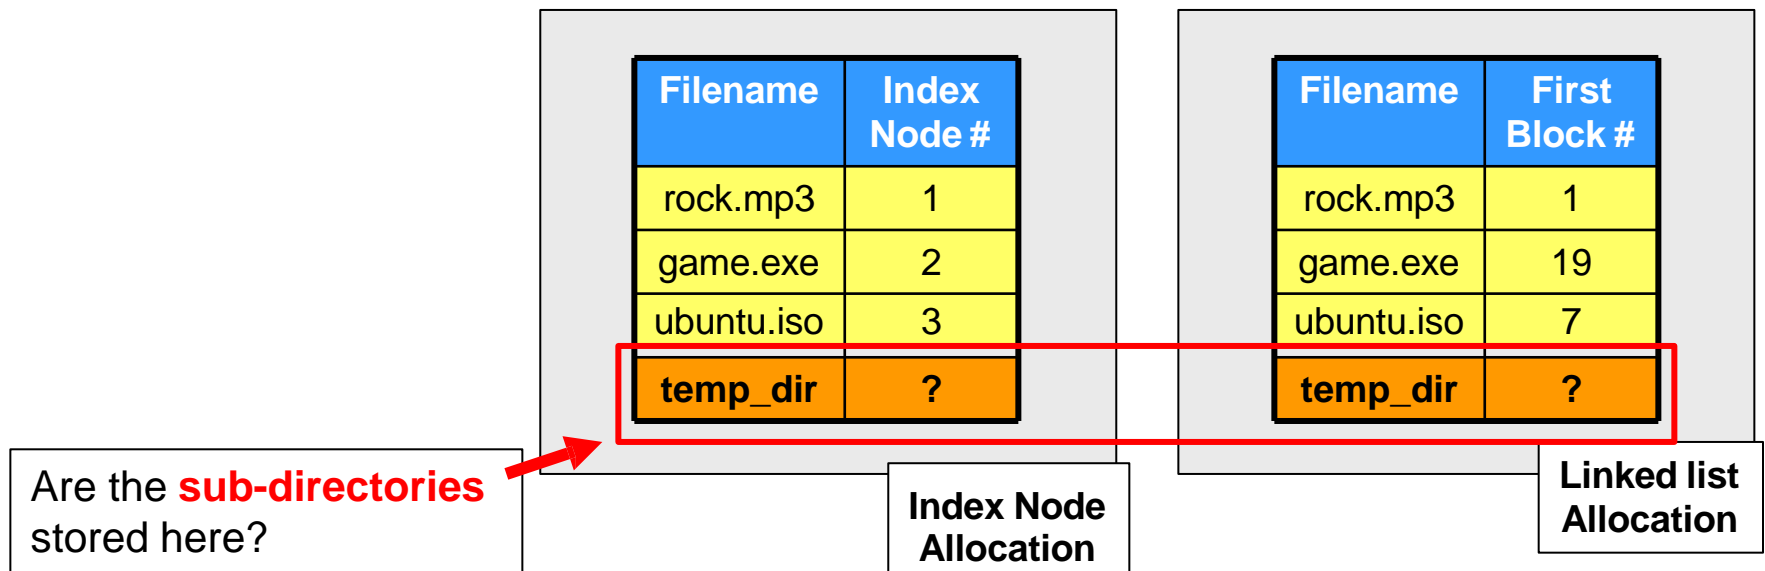 Filename Index Node #
rock.mp3 1
game.exe 2
ubuntu.iso 3
temp_dir ?
Index Node
Allocation
Filename First Block #
rock.mp3 1
game.exe 19
ubuntu.iso 7
temp_dir ?
Linked list
Allocation
Are the sub-directories
stored here?